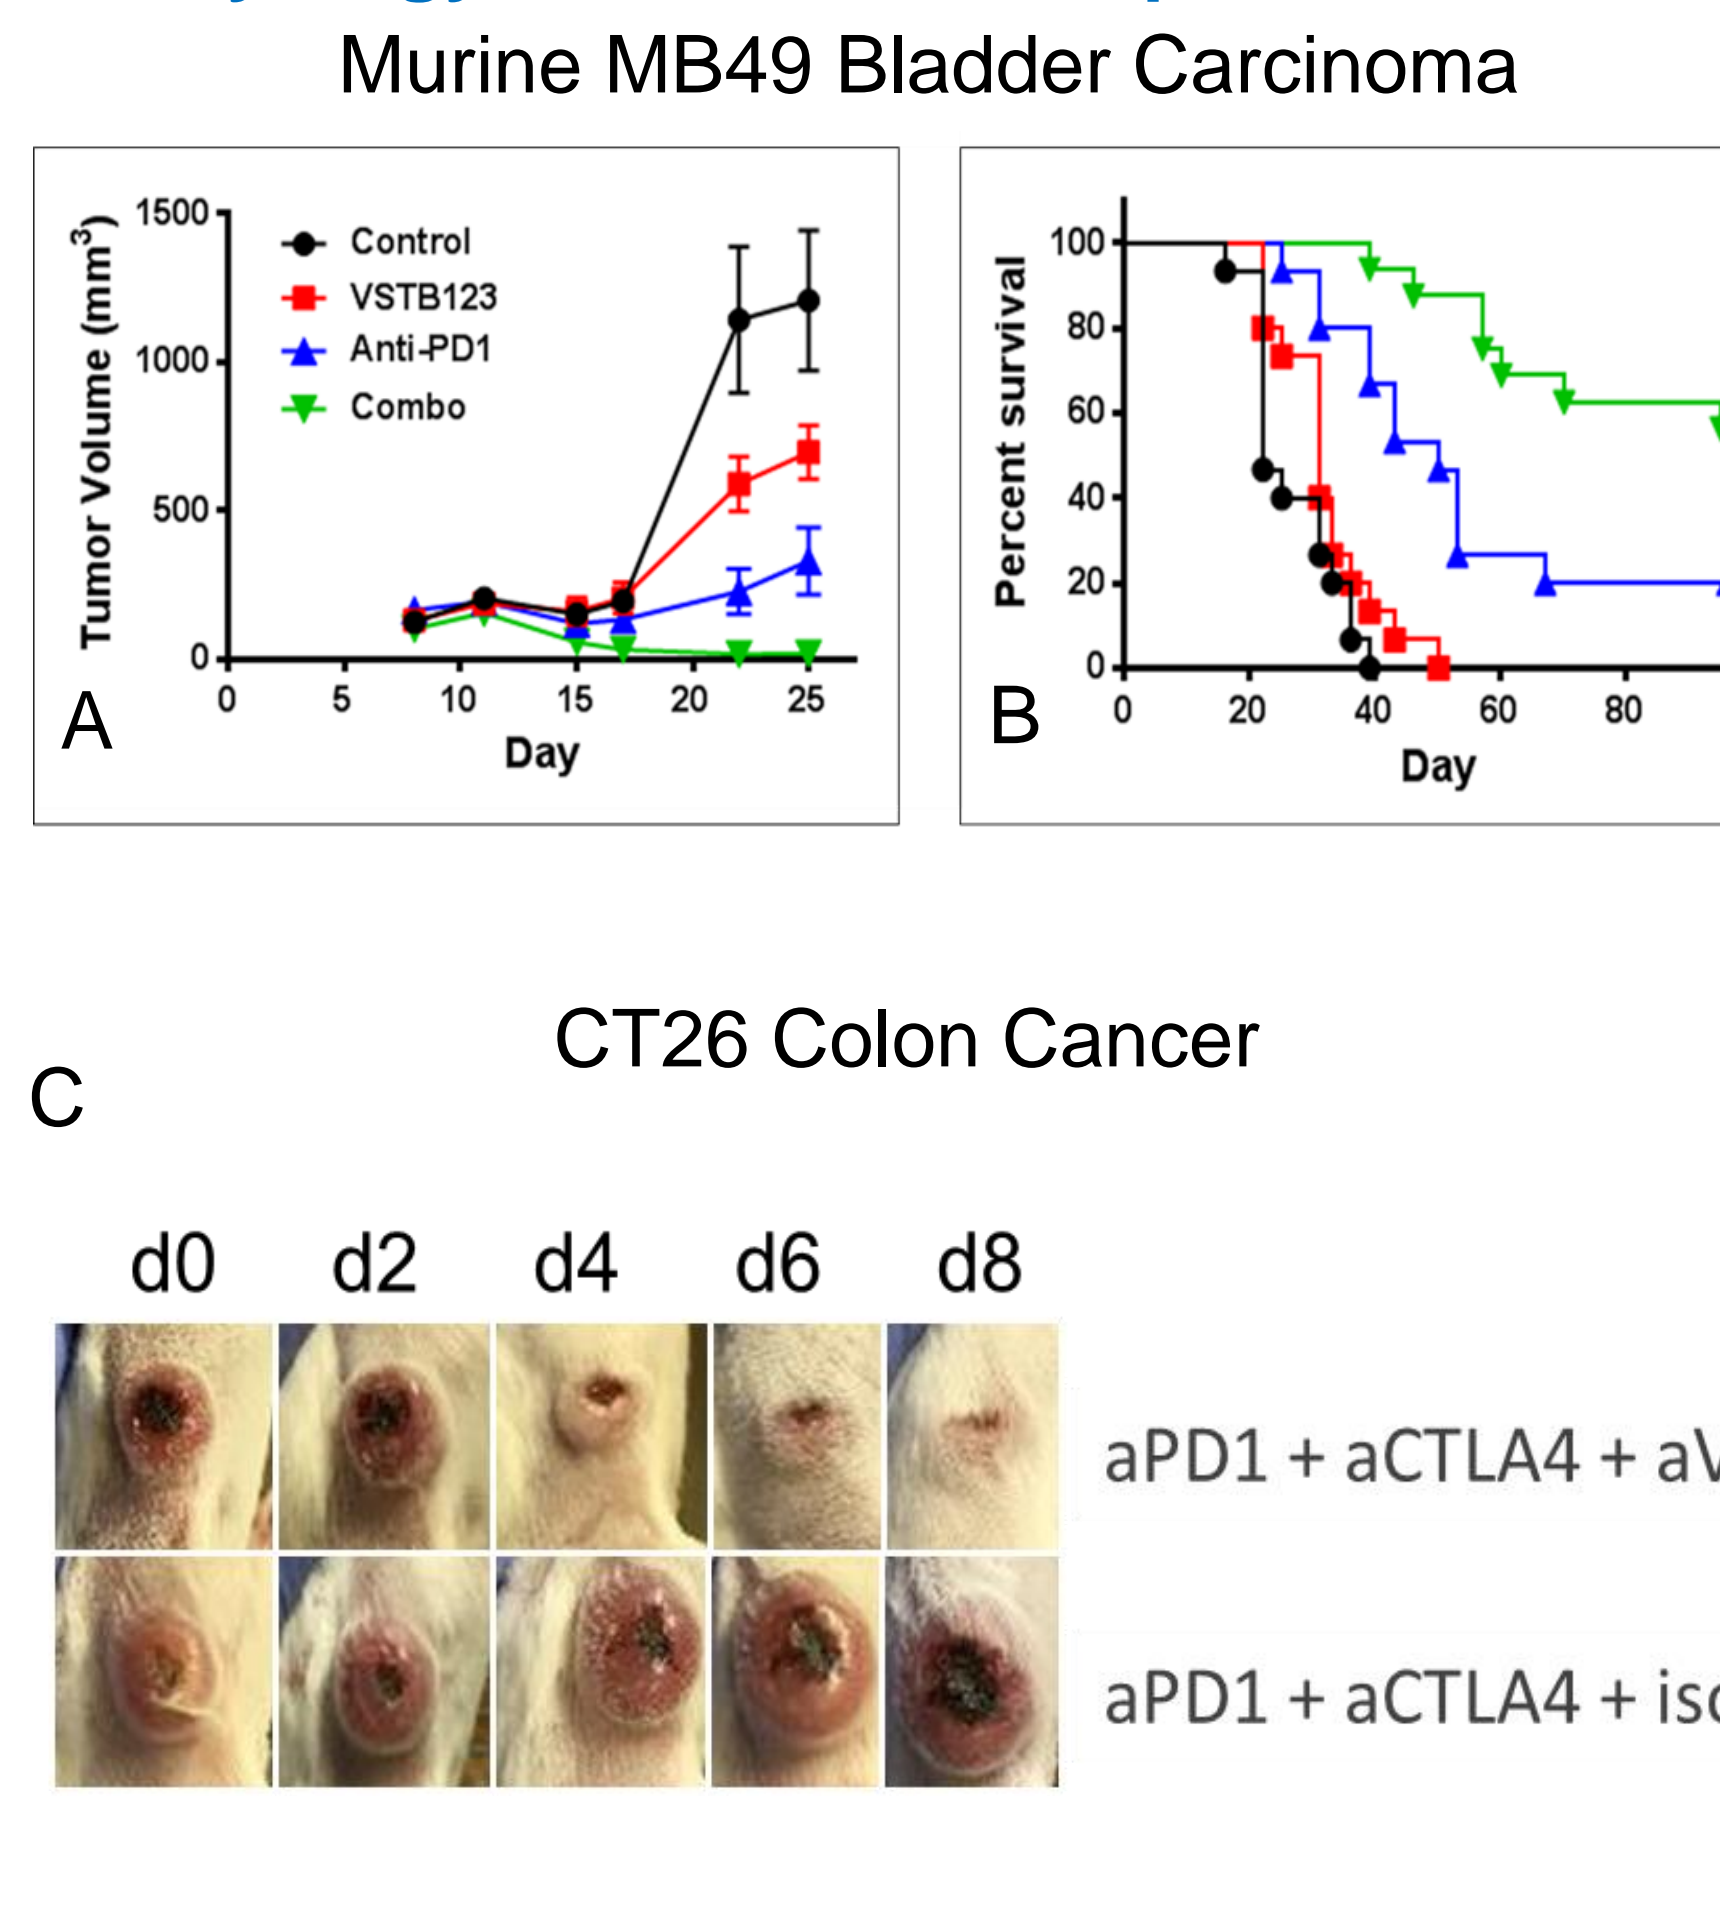 Murine MB49 Bladder Carcinoma
Tumor Volume (mm³)
1500
1000
500
0
Control
VSTB123
Anti-PD1
Combo
0 5 10 15 20 25
Day
A
Percent survival
100
80
60
40
20
0
0 20 40 60 80
Day
B
CT26 Colon Cancer
C
d0 d2 d4 d6 d8
aPD1 + aCTLA4 +
aPD1 + aCTLA4 +